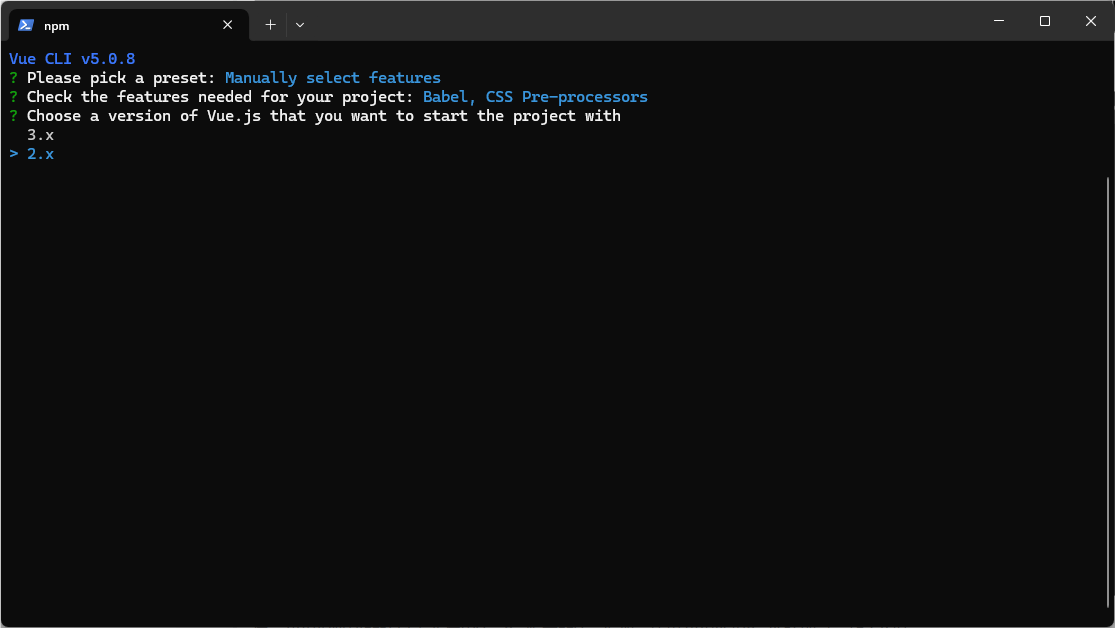 npm
Vue CLI v5.0.8
? Please pick a preset: Manually select features
? Check the features needed for your project: Babel, CSS Pre-processors
? Choose a version of Vue.js that you want to start the project with
  3.x
> 2.x